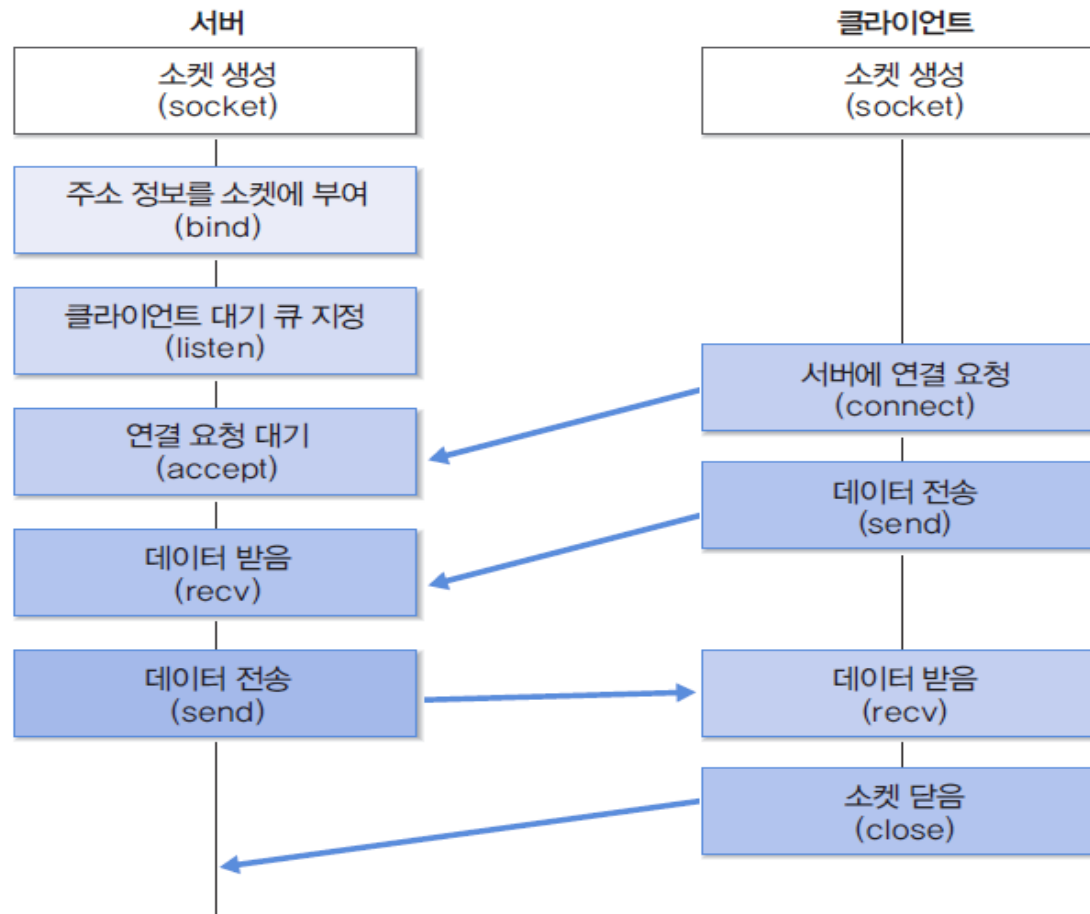 서버
소켓 생성
(socket)
주소 정보를 소켓에 부여
(bind)
클라이언트 대기 큐 지정
(listen)
연결 요청 대기
(accept)
데이터 받음
(recv)
데이터 전송
(send)
클라이언트
소켓 생성
(socket)
서버에 연결 요청
(connect)
데이터 전송
(send)
데이터 받음
(recv)
소켓 닫음
(close)